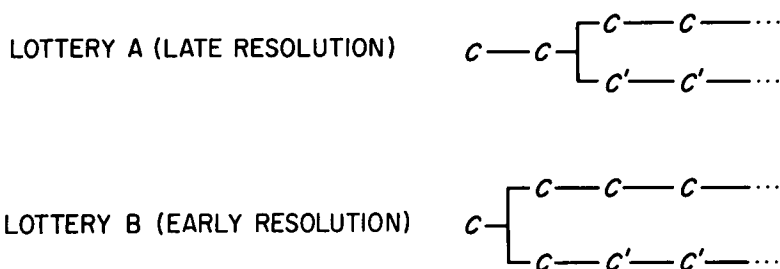 C C ...
LOTTERY A (LATE RESOLUTION) C C
C' C' ...
C C C ...
LOTTERY B (EARLY RESOLUTION) C
C C' C' ...